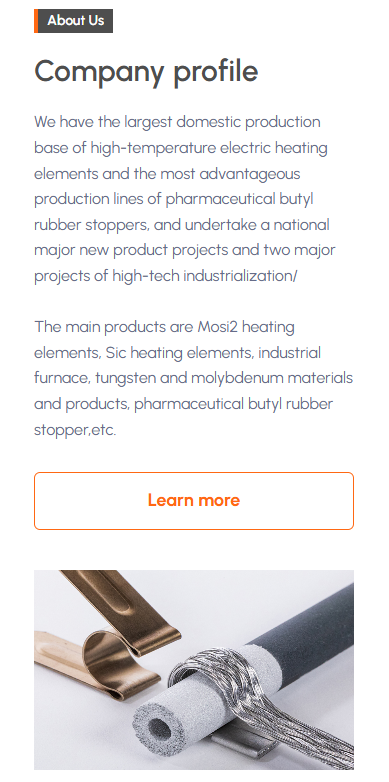 About Us
Company profile
We have the largest domestic production
base of high-temperature electric heating
elements and the most advantageous
production lines of pharmaceutical butyl
rubber stoppers, and undertake a national
major new product projects and two major
projects of high-tech industrialization/
The main products are Mosi2 heating
elements, Sic heating elements, industrial
furnace, tungsten and molybdenum materials
and products, pharmaceutical butyl rubber
stopper,etc.
Learn more